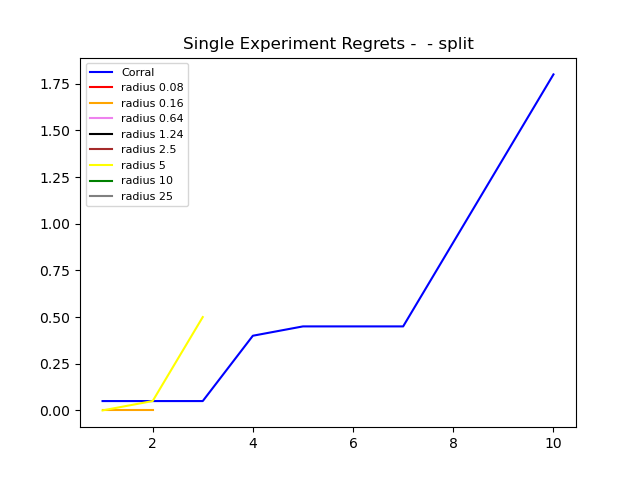 Single Experiment Regrets -  - split
Corral
radius 0.08
radius 0.16
radius 0.64
radius 1.24
radius 2.5
radius 5
radius 10
radius 25
1.75
1.50
1.25
1.00
0.75
0.50
0.25
0.00
2 4 6 8 10